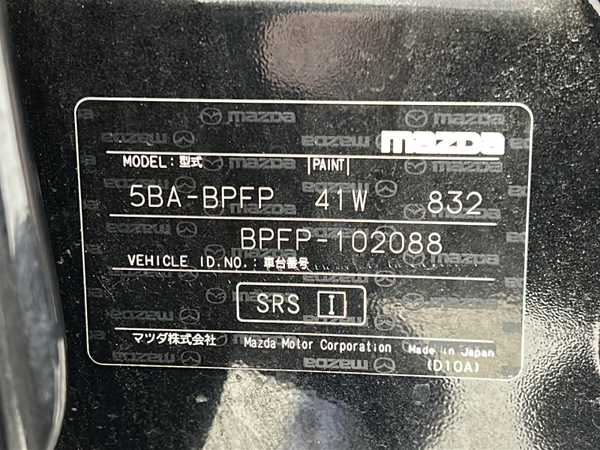 mazda
MODEL:型式 PAINT
5BA-BPFP 41W 832
BPFP-102088
VEHICLE ID.NO.:車台番号
SRS I
マツダ株式会社 Mazda Motor Corporation Made in Japan
(D10A)